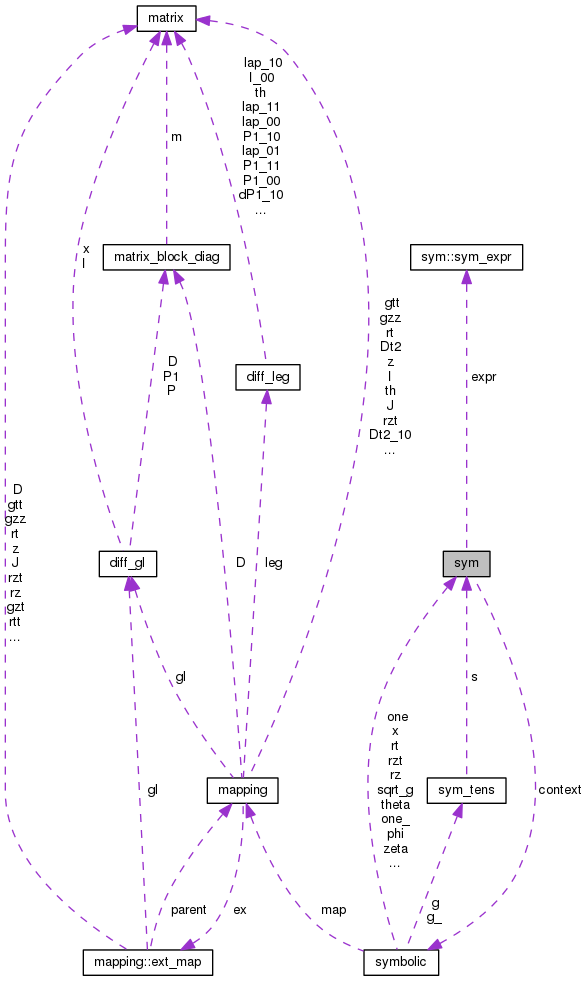 matrix
lap_10
l_00
th
lap_11
lap_00
P1_10
lap_01
P1_11
P1_00
dP1_10
...
m
x
l
matrix_block_diag
sym::sym_expr
gtt
gzz
rt
Dt2
z
l
th
J
rzt
Dt2_10
...
D
P1
P
diff_leg
expr
D
gtt
gzz
rt
z
J
rzt
rz
gzt
rtt
...
diff_gl
D
leg
sym
gl
s
one
x
rt
rzt
rz
sqrt_g
theta
one_
phi
zeta
...
gl
mapping
sym_tens
context
parent
ex
map
g
g_
mapping::ext_map
symbolic